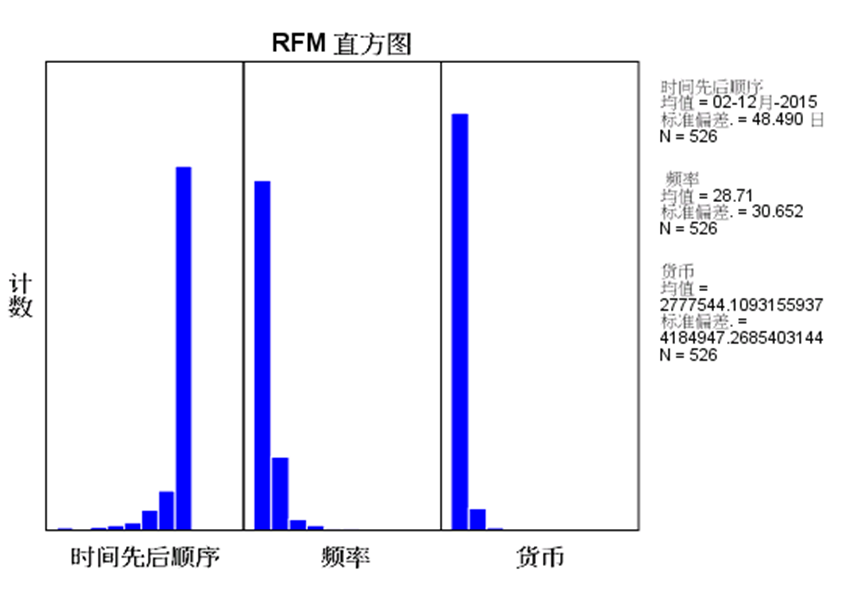 RFM 直方图
时间先后顺序
均值 = 02-12月-2015
标准偏差. = 48.490 日
N = 526
频率
均值 = 28.71
标准偏差. = 30.652
N = 526
货币
均值 =
2777544.1093155937
标准偏差. =
4184947.2685403144
N = 526
计
数
时间先后顺序
频率
货币